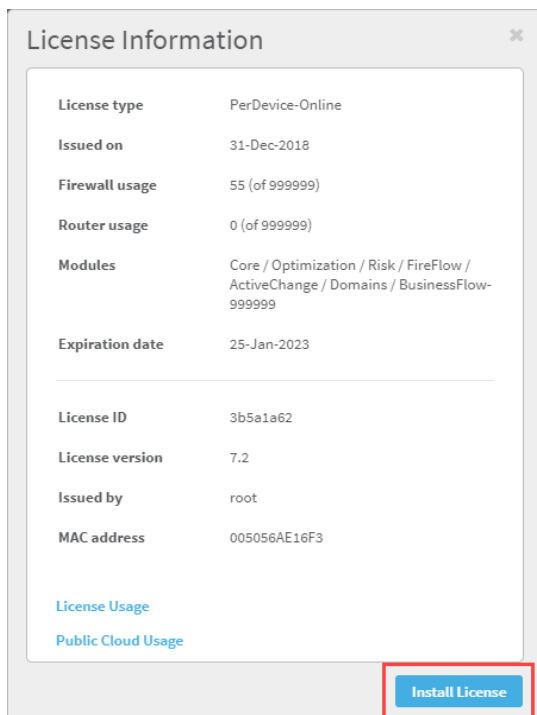 License Information
License type PerDevice-Online
Issued on 31-Dec-2018
Firewall usage 55 (of 999999)
Router usage 0 (of 999999)
Modules Core / Optimization / Risk / FireFlow /
ActiveChange / Domains / BusinessFlow-
999999
Expiration date 25-Jan-2023
License ID 3b5a1a62
License version 7.2
Issued by root
MAC address 005056AE16F3
License Usage
Public Cloud Usage
Install License